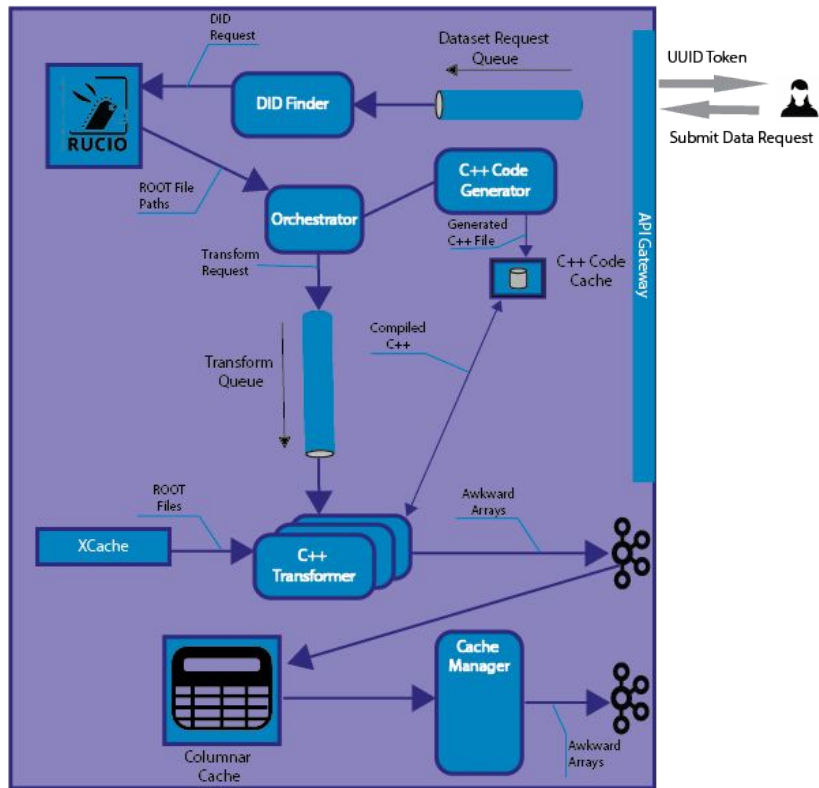 DID
Request
Dataset Request
Queue
UUID Token
DID Finder
RUCIO
Submit Data Request
C++ Code
Generator
ROOT File
Paths
Orchestrator
Generated
C++ File
API Gateway
Transform
Request
C++ Code
Cache
Compiled
C++
Transform
Queue
ROOT
Files
Awkward
Arrays
XCache
C++
Transformer
Cache
Manager
Columnar
Cache
Awkward
Arrays